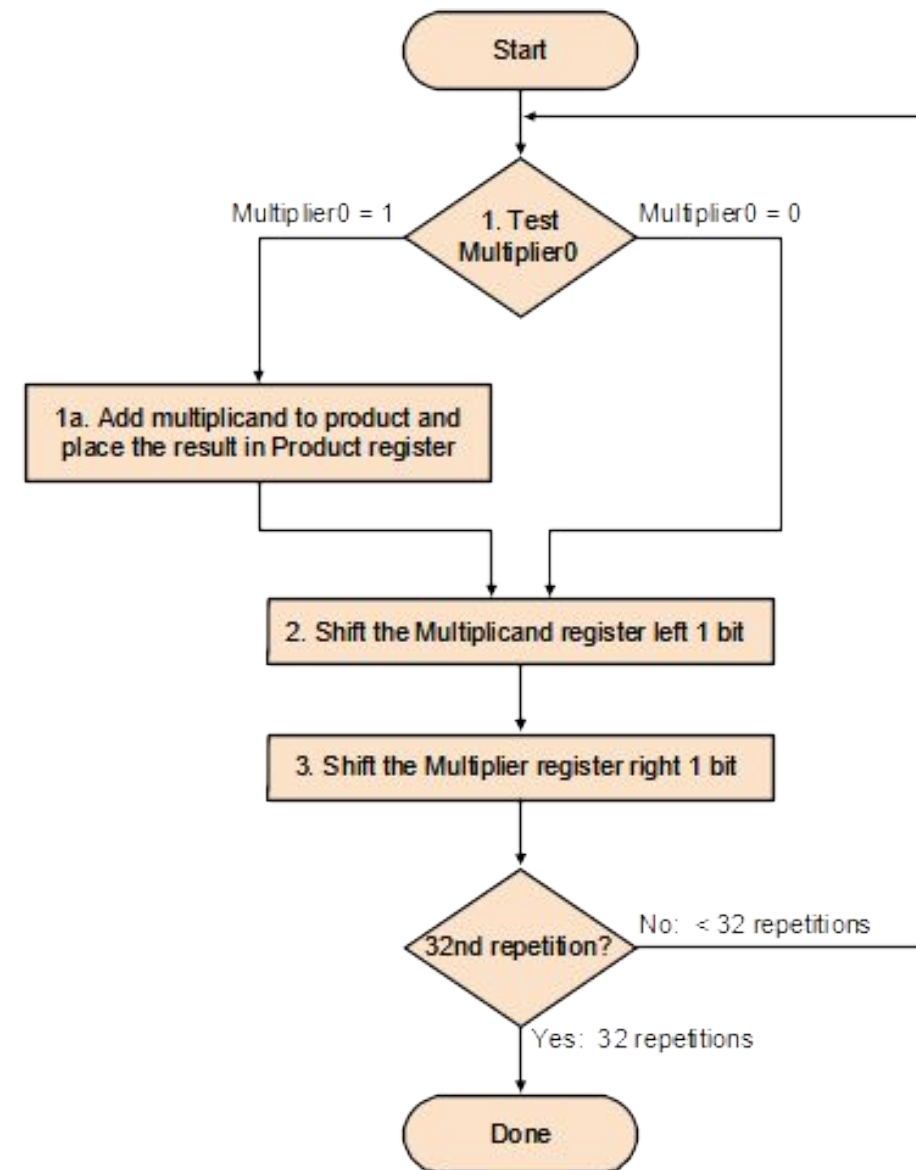 Start
Multiplier0 = 1
1. Test
Multiplier0
Multiplier0 = 0
1a. Add multiplicand to product and
place the result in Product register
2. Shift the Multiplicand register left 1 bit
3. Shift the Multiplier register right 1 bit
32nd repetition?
No: < 32 repetitions
Yes: 32 repetitions
Done